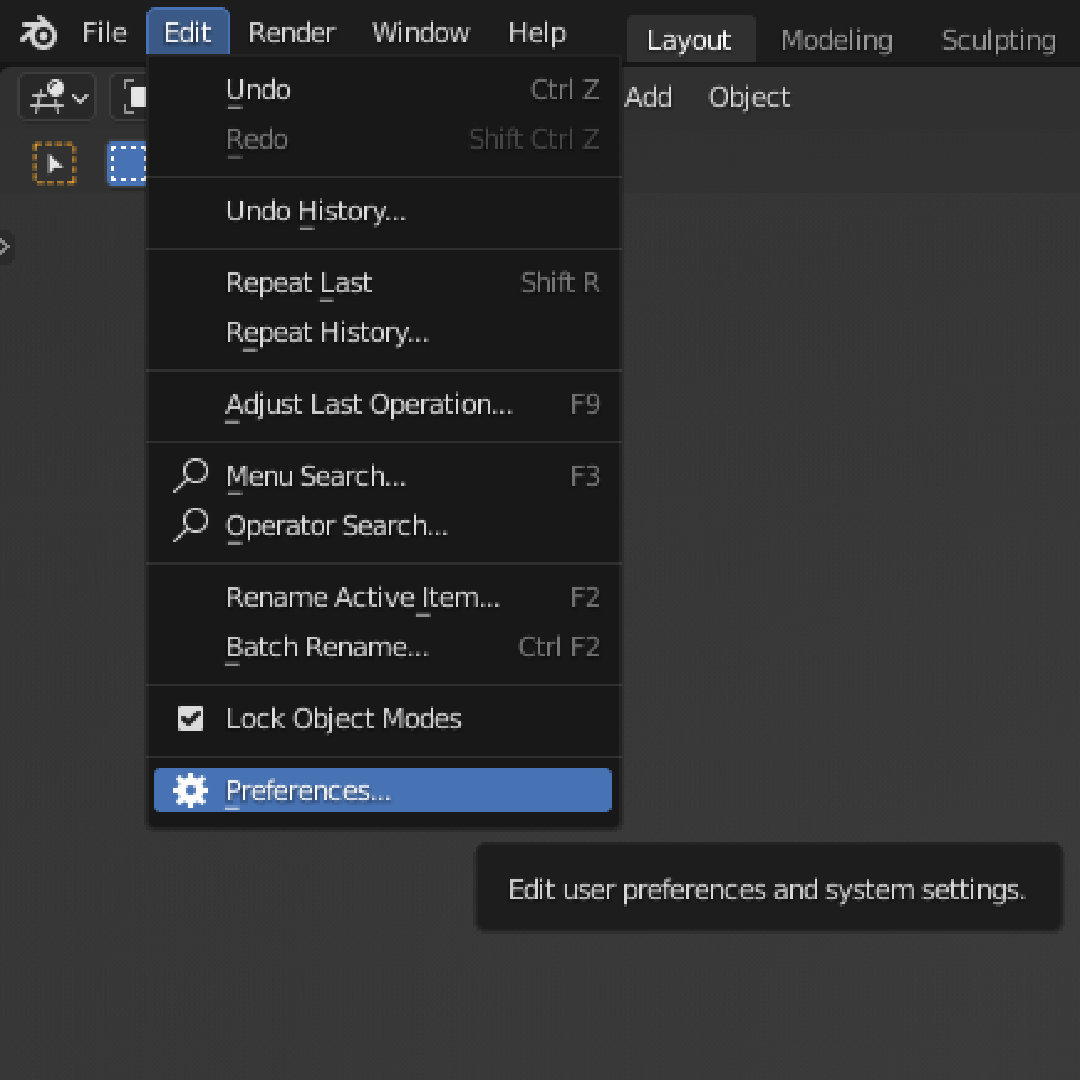 File Edit Render Window Help Layout Modeling Sculpting
Add Object
Undo Ctrl Z
Redo Shift Ctrl Z
Undo History...
Repeat Last Shift R
Repeat History...
Adjust Last Operation... F9
Menu Search... F3
Operator Search...
Rename Active Item... F2
Batch Rename... Ctrl F2
Lock Object Modes
Preferences...
Edit user preferences and system settings.